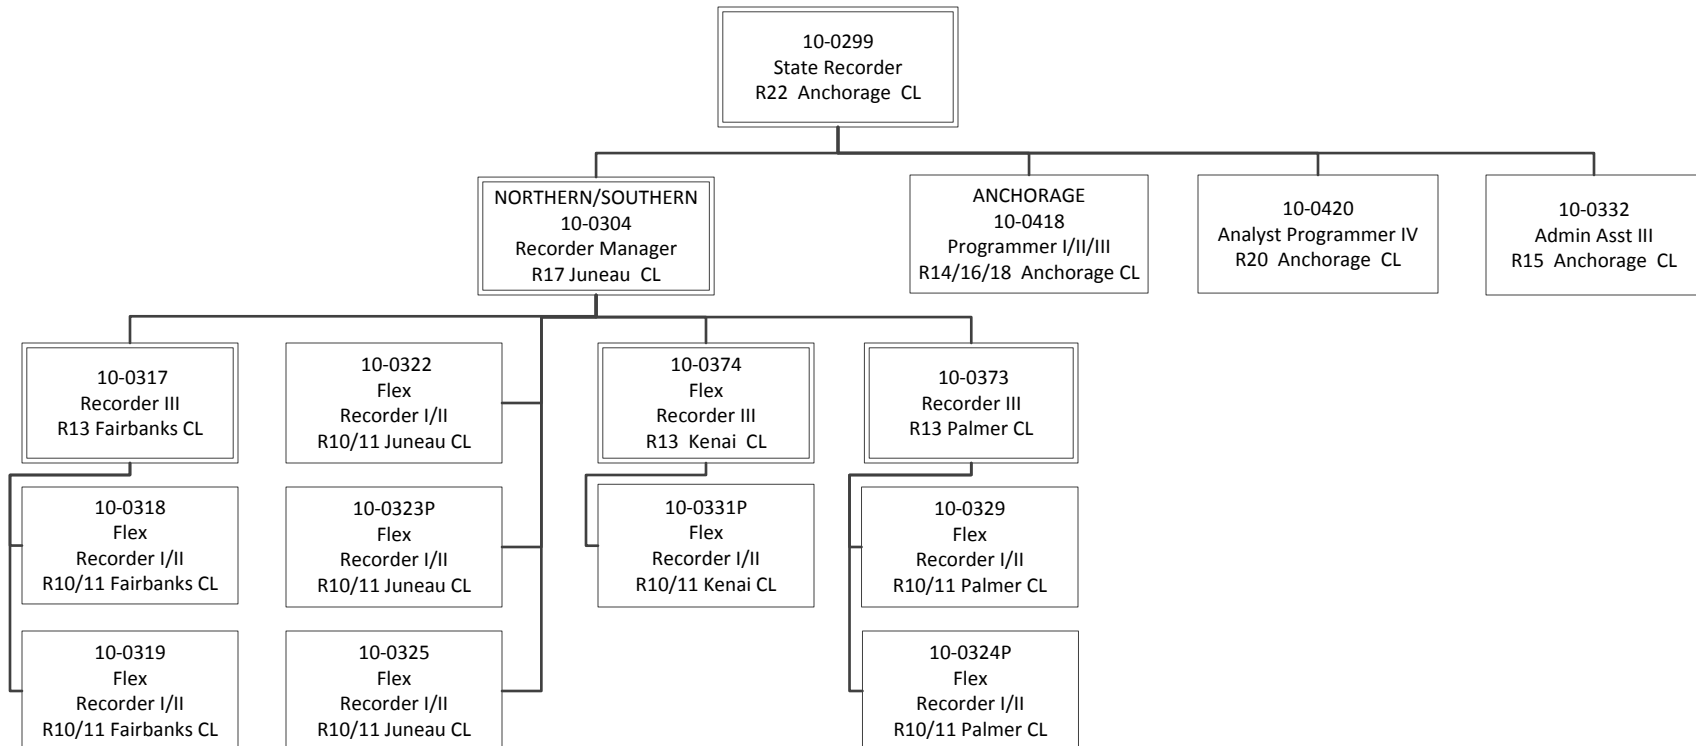 10-0299
State Recorder
R22 Anchorage CL
NORTHERN/SOUTHERN
10-0304
Recorder Manager
R17 Juneau CL
ANCHORAGE
10-0418
Programmer I/II/III
R14/16/18 Anchorage CL
10-0420
Analyst Programmer IV
R20 Anchorage CL
10-0332
Admin Asst III
R15 Anchorage CL
10-0317
Recorder III
R13 Fairbanks CL
10-0322
Flex
Recorder I/II
R10/11 Juneau CL
10-0374
Flex
Recorder III
R13 Kenai CL
10-0373
Recorder III
R13 Palmer CL
10-0318
Flex
Recorder I/II
R10/11 Fairbanks CL
10-0323P
Flex
Recorder I/II
R10/11 Juneau CL
10-0331P
Flex
Recorder I/II
R10/11 Kenai CL
10-0329
Flex
Recorder I/II
R10/11 Palmer CL
10-0319
Flex
Recorder I/II
R10/11 Fairbanks CL
10-0325
Flex
Recorder I/II
R10/11 Juneau CL
10-0324P
Flex
Recorder I/II
R10/11 Palmer CL